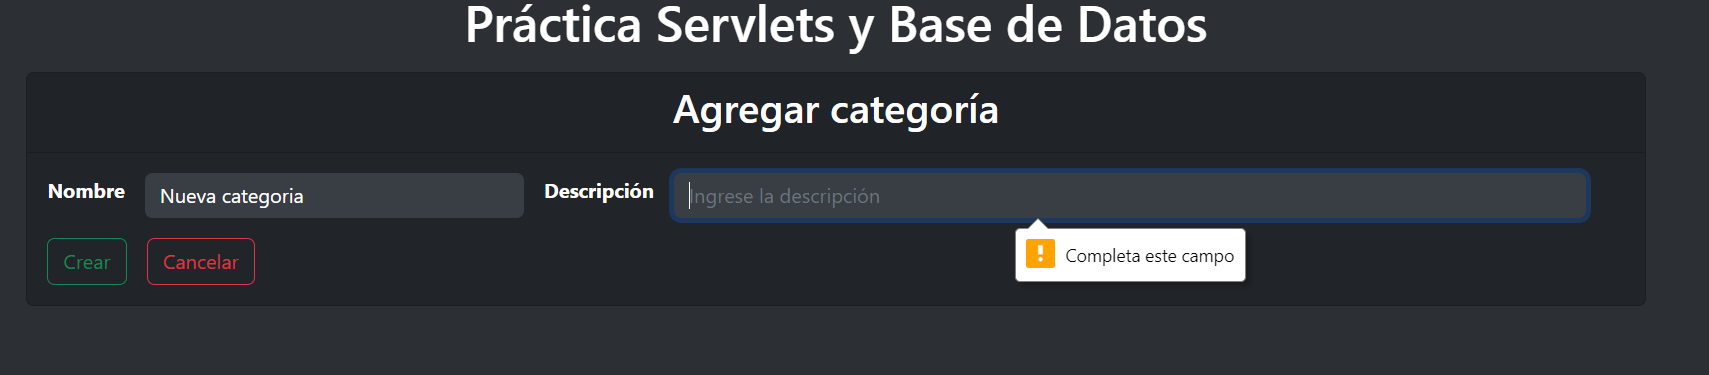 Práctica Servlets y Base de Datos
Agregar categoría
Nombre Nueva categoria Descripción Ingrese la descripción
Completa este campo
Crear Cancelar